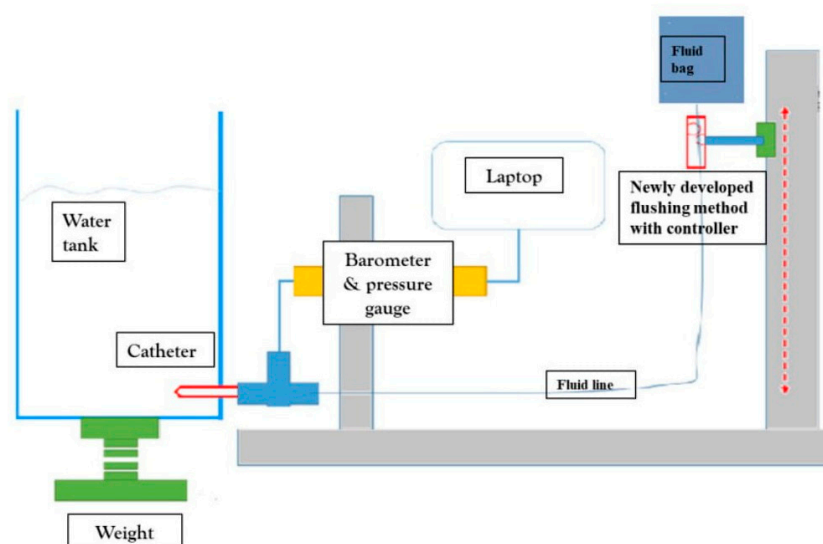 Fluid
bag
Laptop
Newly developed
flushing method
with controller
Water
tank
Barometer
& pressure
gauge
Catheter
Fluid line
Weight